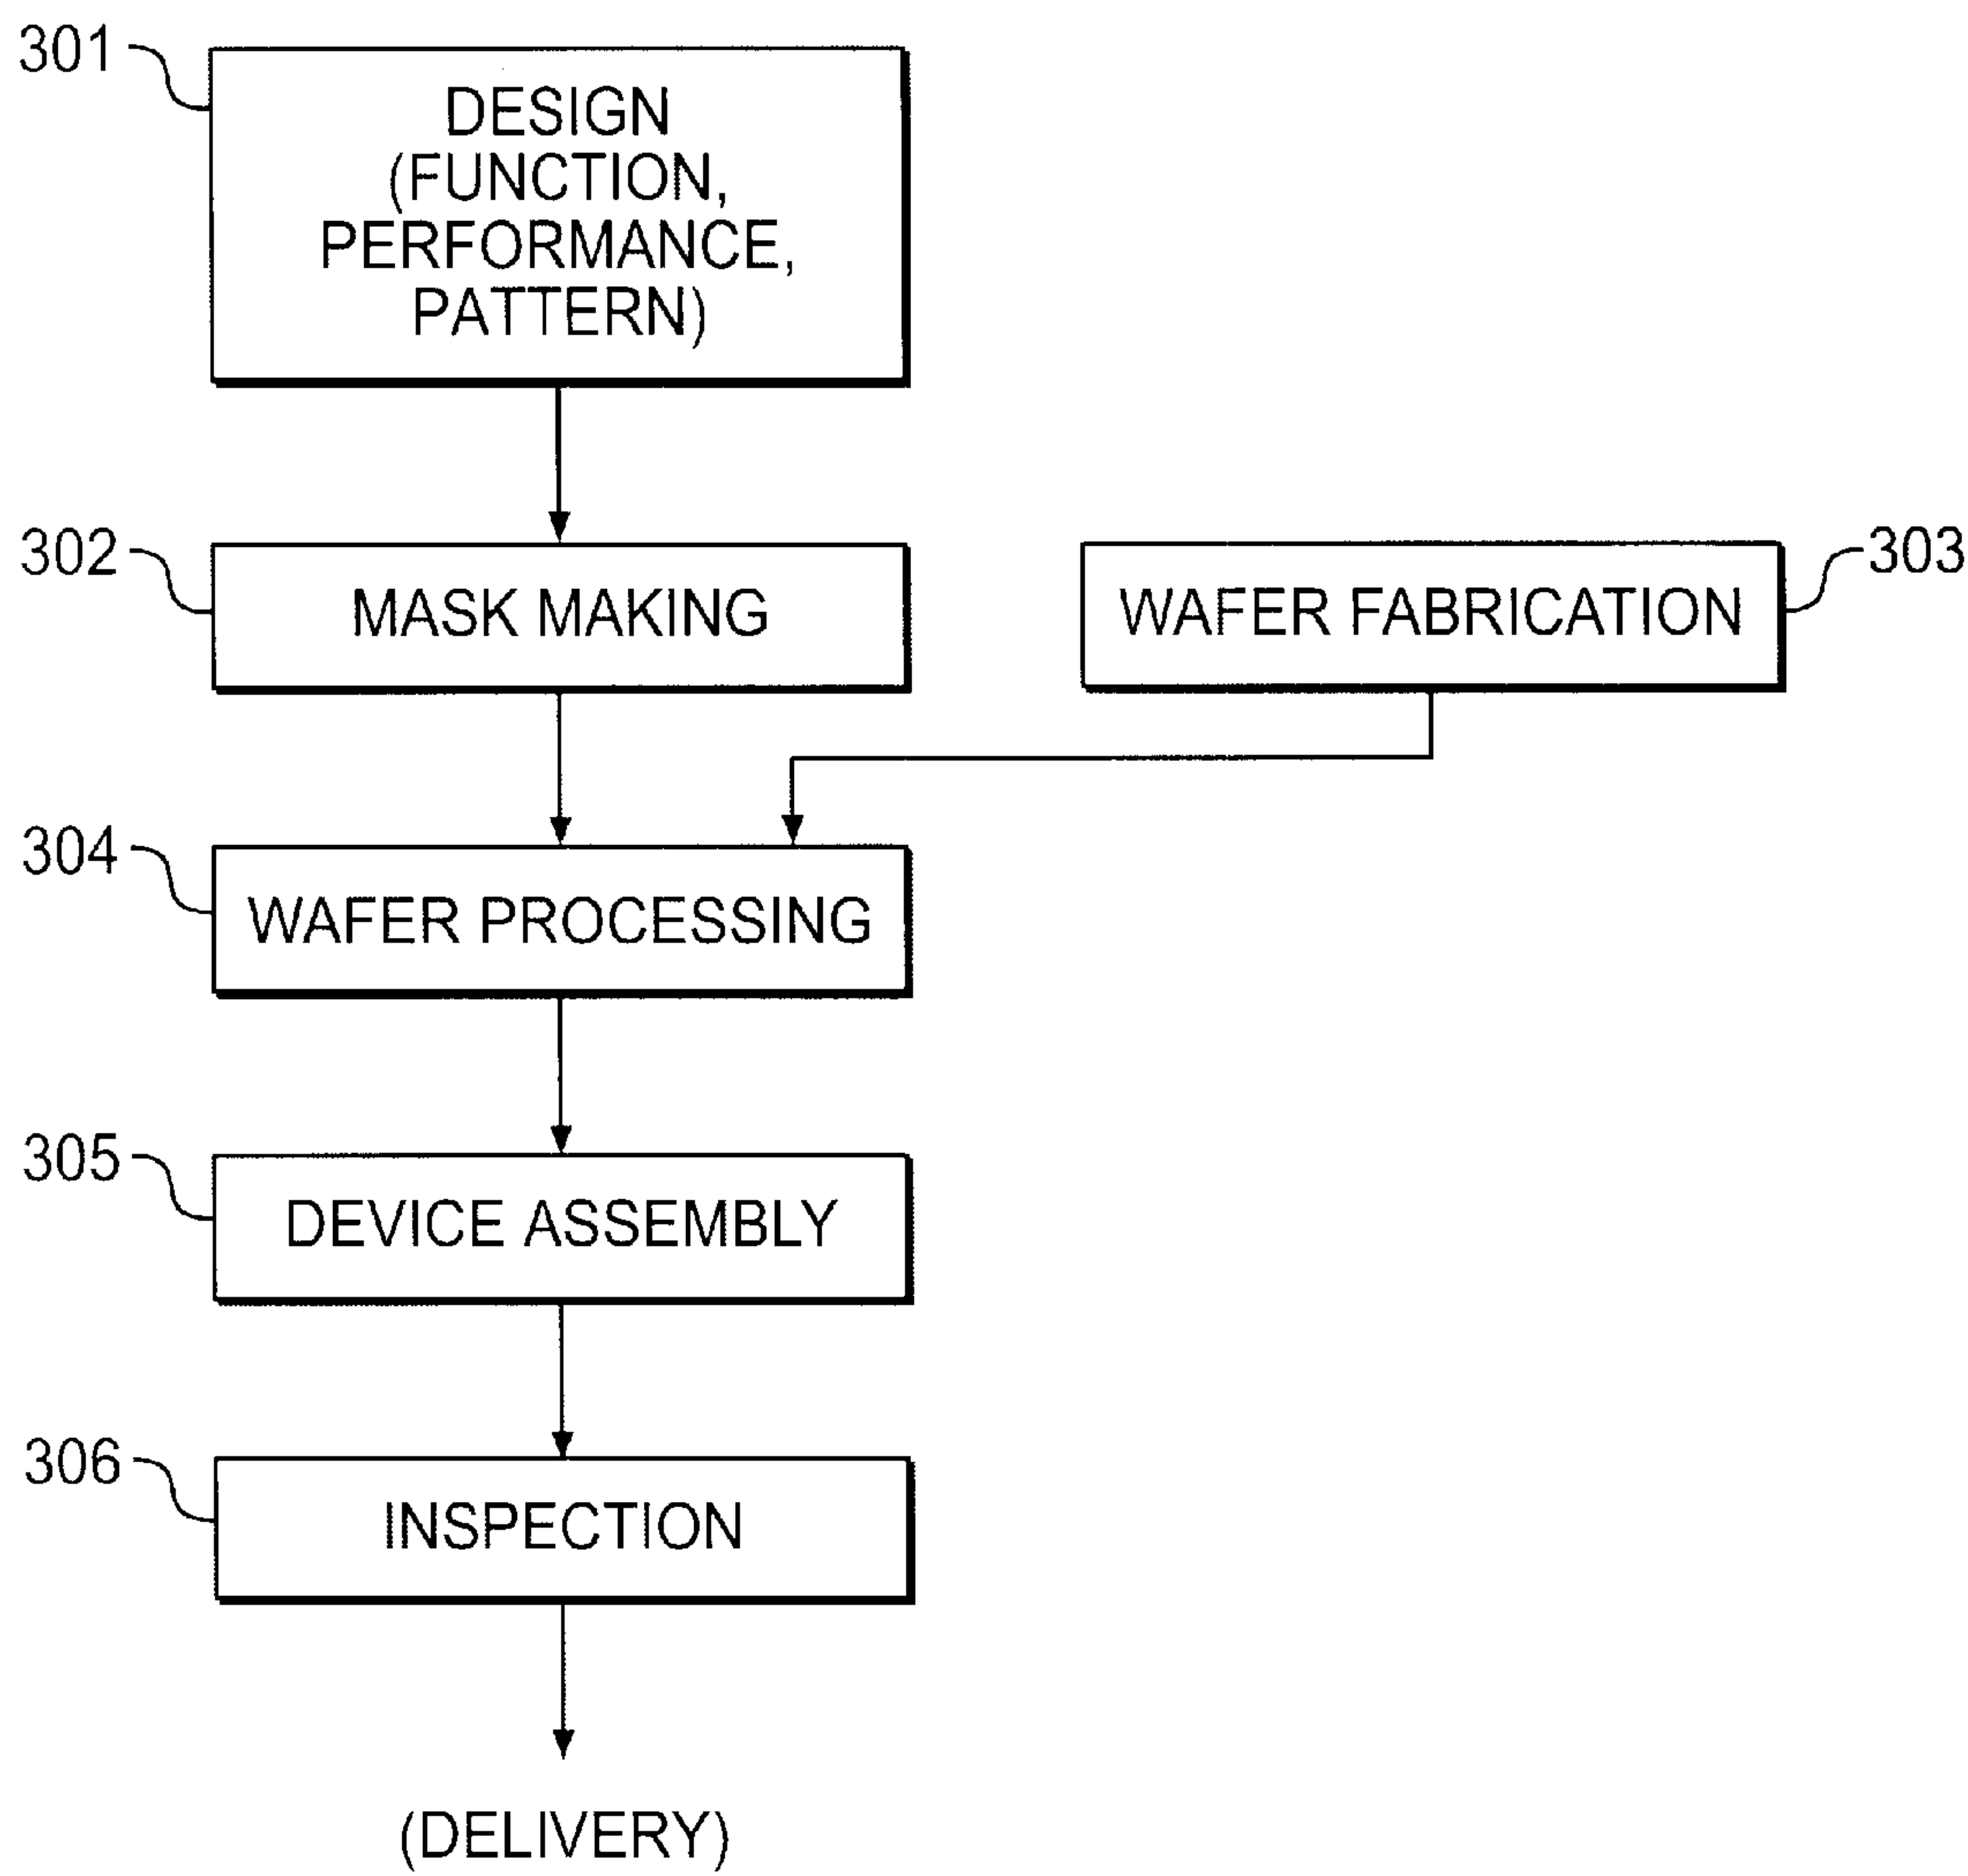 301
DESIGN
(FUNCTION,
PERFORMANCE,
PATTERN)
302
MASK MAKING
WAFER FABRICATION
303
304
WAFER PROCESSING
305
DEVICE ASSEMBLY
306
INSPECTION
(DELIVERY)